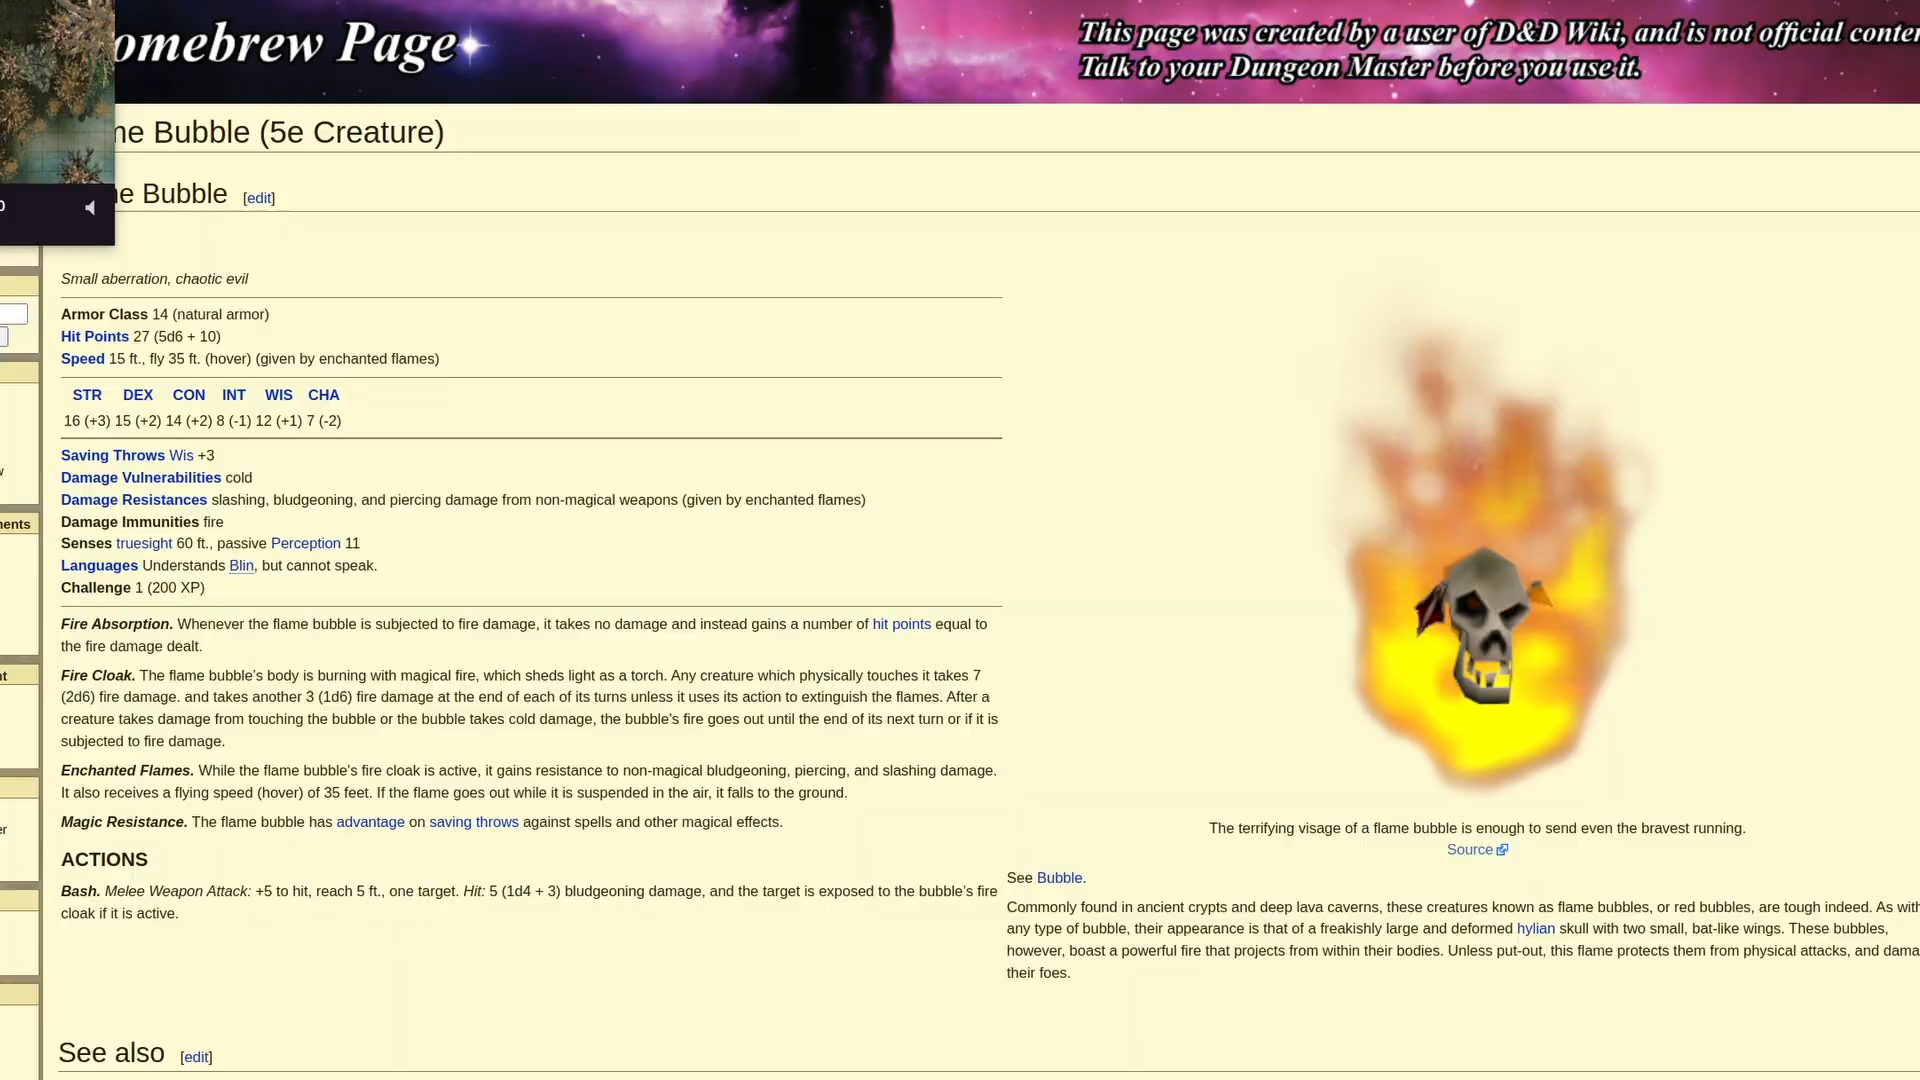 omebrew Page
This page was created by a user of D&D Wiki, and is not official conten
Talk to your Dungeon Master before you use it.
me Bubble (5e Creature)
ne Bubble [edit]
Small aberration, chaotic evil
Armor Class 14 (natural armor)
Hit Points 27 (5d6 + 10)
Speed 15 ft., fly 35 ft. (hover) (given by enchanted flames)
STR DEX CON INT WIS CHA
16 (+3) 15 (+2) 14 (+2) 8 (-1) 12 (+1) 7 (-2)
Saving Throws Wis +3
Damage Vulnerabilities cold
Damage Resistances slashing, bludgeoning, and piercing damage from non-magical weapons (given by enchanted flames)
Damage Immunities fire
Senses truesight 60 ft., passive Perception 11
Languages Understands Blin, but cannot speak.
Challenge 1 (200 XP)
Fire Absorption. Whenever the flame bubble is subjected to fire damage, it takes no damage and instead gains a number of hit points equal to
the fire damage dealt.
Fire Cloak. The flame bubble's body is burning with magical fire, which sheds light as a torch. Any creature which physically touches it takes 7
(2d6) fire damage. and takes another 3 (1d6) fire damage at the end of each of its turns unless it uses its action to extinguish the flames. After a
creature takes damage from touching the bubble or the bubble takes cold damage, the bubble's fire goes out until the end of its next turn or if it is
subjected to fire damage.
Enchanted Flames. While the flame bubble's fire cloak is active, it gains resistance to non-magical bludgeoning, piercing, and slashing damage.
It also receives a flying speed (hover) of 35 feet. If the flame goes out while it is suspended in the air, it falls to the ground.
Magic Resistance. The flame bubble has advantage on saving throws against spells and other magical effects.
ACTIONS
Bash. Melee Weapon Attack: +5 to hit, reach 5 ft., one target. Hit: 5 (1d4 + 3) bludgeoning damage, and the target is exposed to the bubble's fire
cloak if it is active.
The terrifying visage of a flame bubble is enough to send even the bravest running.
Source
See Bubble.
Commonly found in ancient crypts and deep lava caverns, these creatures known as flame bubbles, or red bubbles, are tough indeed. As with
any type of bubble, their appearance is that of a freakishly large and deformed hylian skull with two small, bat-like wings. These bubbles,
however, boast a powerful fire that projects from within their bodies. Unless put-out, this flame protects them from physical attacks, and dama
their foes.
See also [edit]